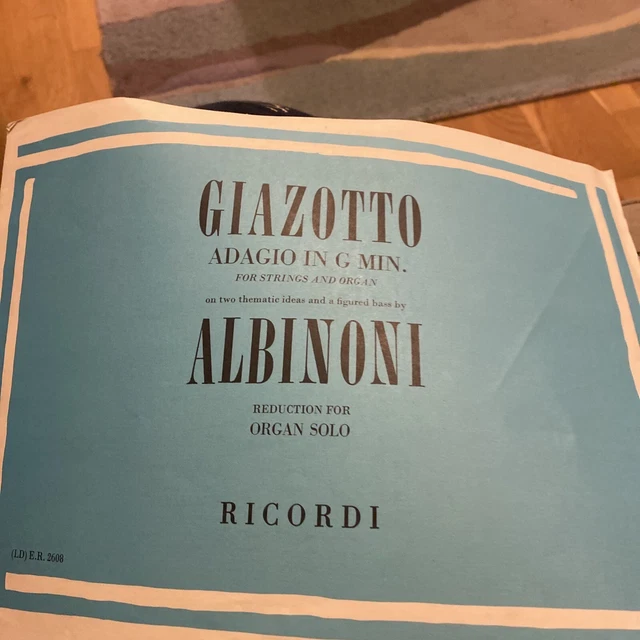 GIAZOTTO
ADAGIO IN G MIN.
FOR STRINGS AND ORGAN
on two thematic ideas and a figured bass by
ALBINONI
REDUCTION FOR
ORGAN SOLO
RICORDI
(LD) E.R. 2608